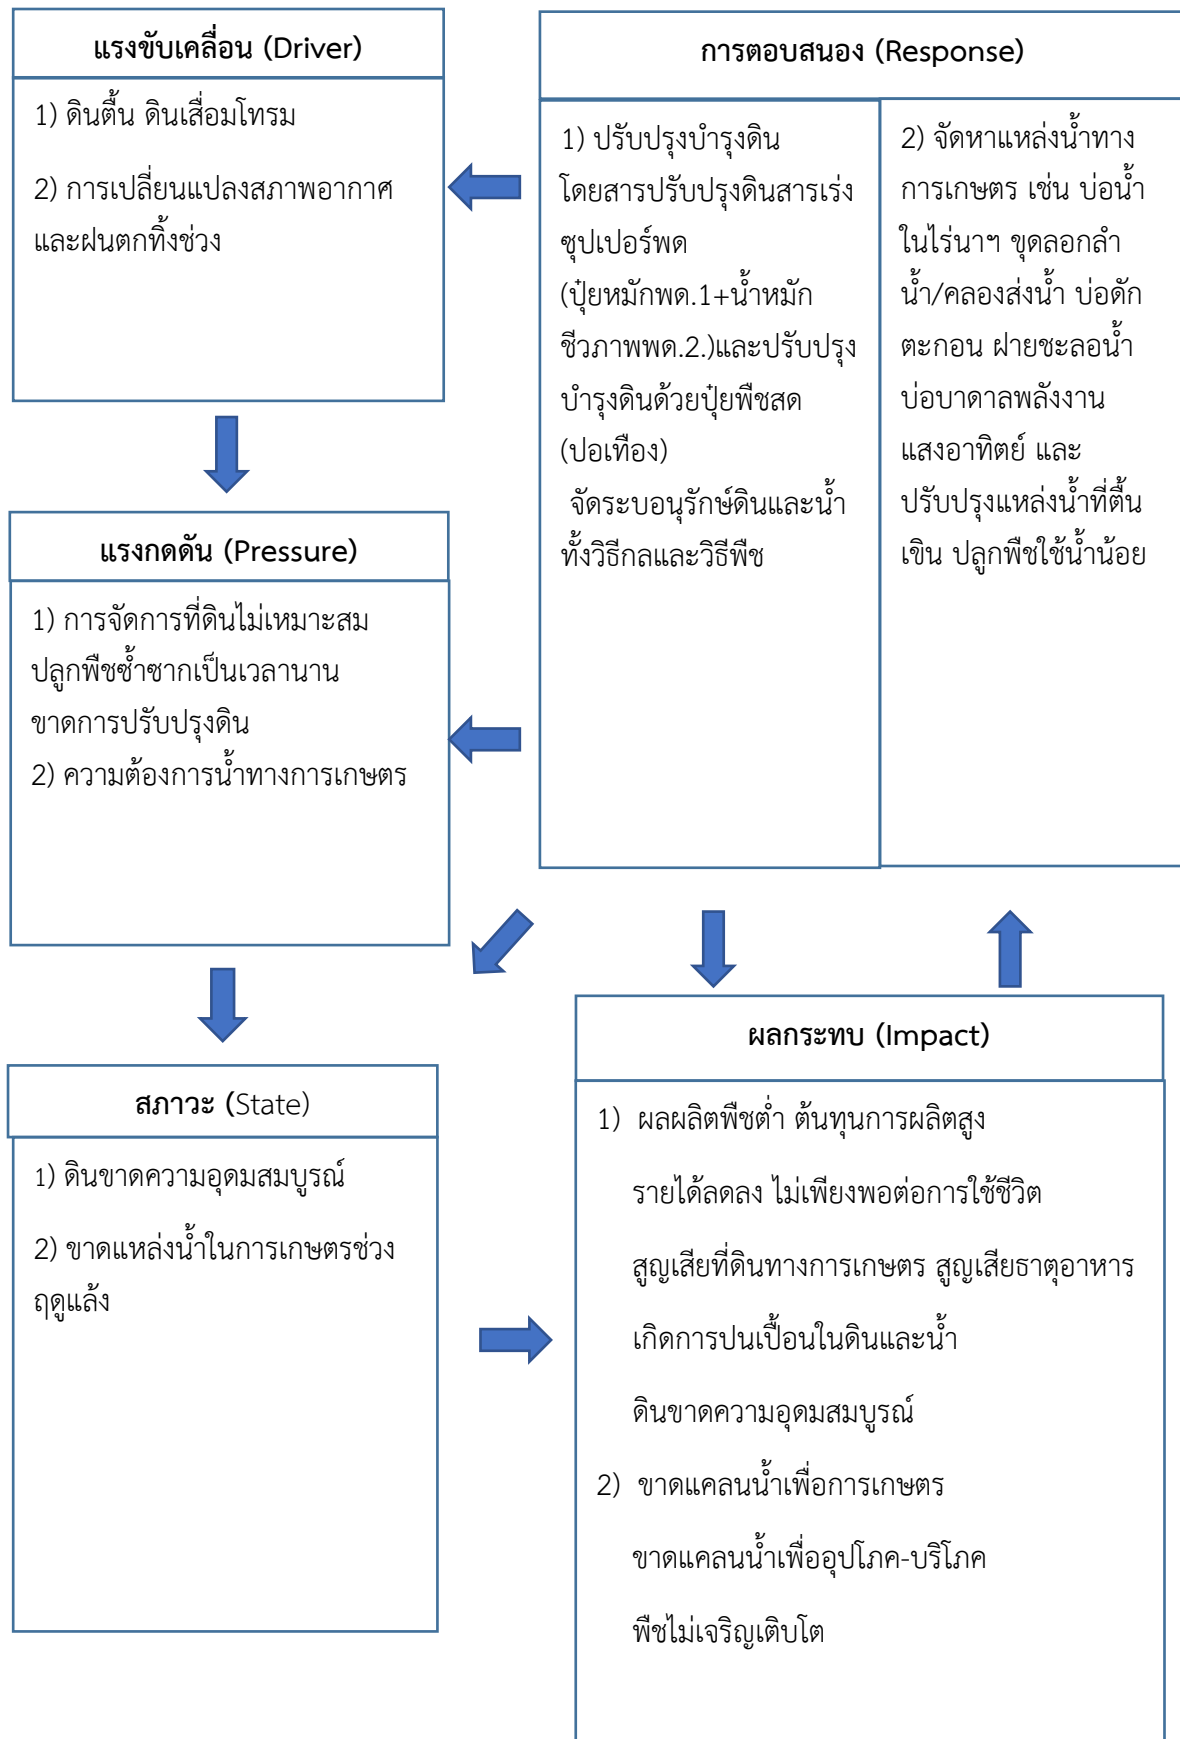 แรงขับเคลื่อน (Driver)
1) ดินตื้น ดินเสื่อมโทรม
2) การเปลี่ยนแปลงสภาพอากาศ
และฝนตกทิ้งช่วง
แรงกดดัน (Pressure)
1) การจัดการที่ดินไม่เหมาะสม
ปลูกพืชซ้ำซากเป็นเวลานาน
ขาดการปรับปรุงดิน
2) ความต้องการน้ำทางการเกษตร
สภาวะ (State)
1) ดินขาดความอุดมสมบูรณ์
2) ขาดแหล่งน้ำในการเกษตรช่วง
ฤดูแล้ง
การตอบสนอง (Response)
1) ปรับปรุงบำรุงดิน
โดยสารปรับปรุงดินสารเร่ง
ซุปเปอร์พด
(ปุ๋ยหมักพด.1+น้ำหมัก
ชีวภาพพด.2.)และปรับปรุง
บำรุงดินด้วยปุ๋ยพืชสด
(ปอเทือง)
จัดระบอนุรักษ์ดินและน้ำ
ทั้งวิธีกลและวิธีพืช
2) จัดหาแหล่งน้ำทาง
การเกษตร เช่น บ่อน้ำ
ในไร่นาฯ ขุดลอกลำ
น้ำ/คลองส่งน้ำ บ่อดัก
ตะกอน ฝายชะลอน้ำ
บ่อบาดาลพลังงาน
แสงอาทิตย์ และ
ปรับปรุงแหล่งน้ำที่ตื้น
เขิน ปลูกพืชใช้น้ำน้อย
ผลกระทบ (Impact)
1) ผลผลิตพืชต่ำ ต้นทุนการผลิตสูง
รายได้ลดลง ไม่เพียงพอต่อการใช้ชีวิต
สูญเสียที่ดินทางการเกษตร สูญเสียธาตุอาหาร
เกิดการปนเปื้อนในดินและน้ำ
ดินขาดความอุดมสมบูรณ์
2) ขาดแคลนน้ำเพื่อการเกษตร
ขาดแคลนน้ำเพื่ออุปโภค-บริโภค
พืชไม่เจริญเติบโต